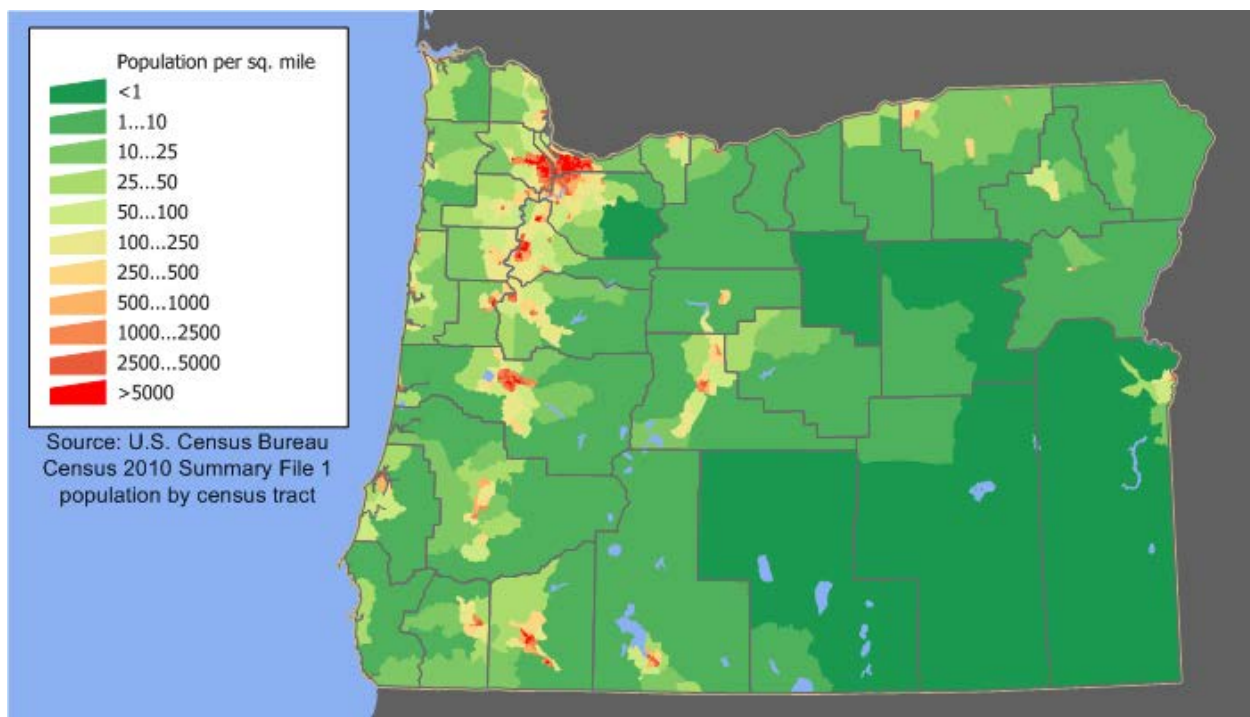 Population per sq. mile
<1
1...10
10...25
25...50
50...100
100...250
250...500
500...1000
1000...2500
2500...5000
>5000
Source: U.S. Census Bureau
Census 2010 Summary File 1
population by census tract